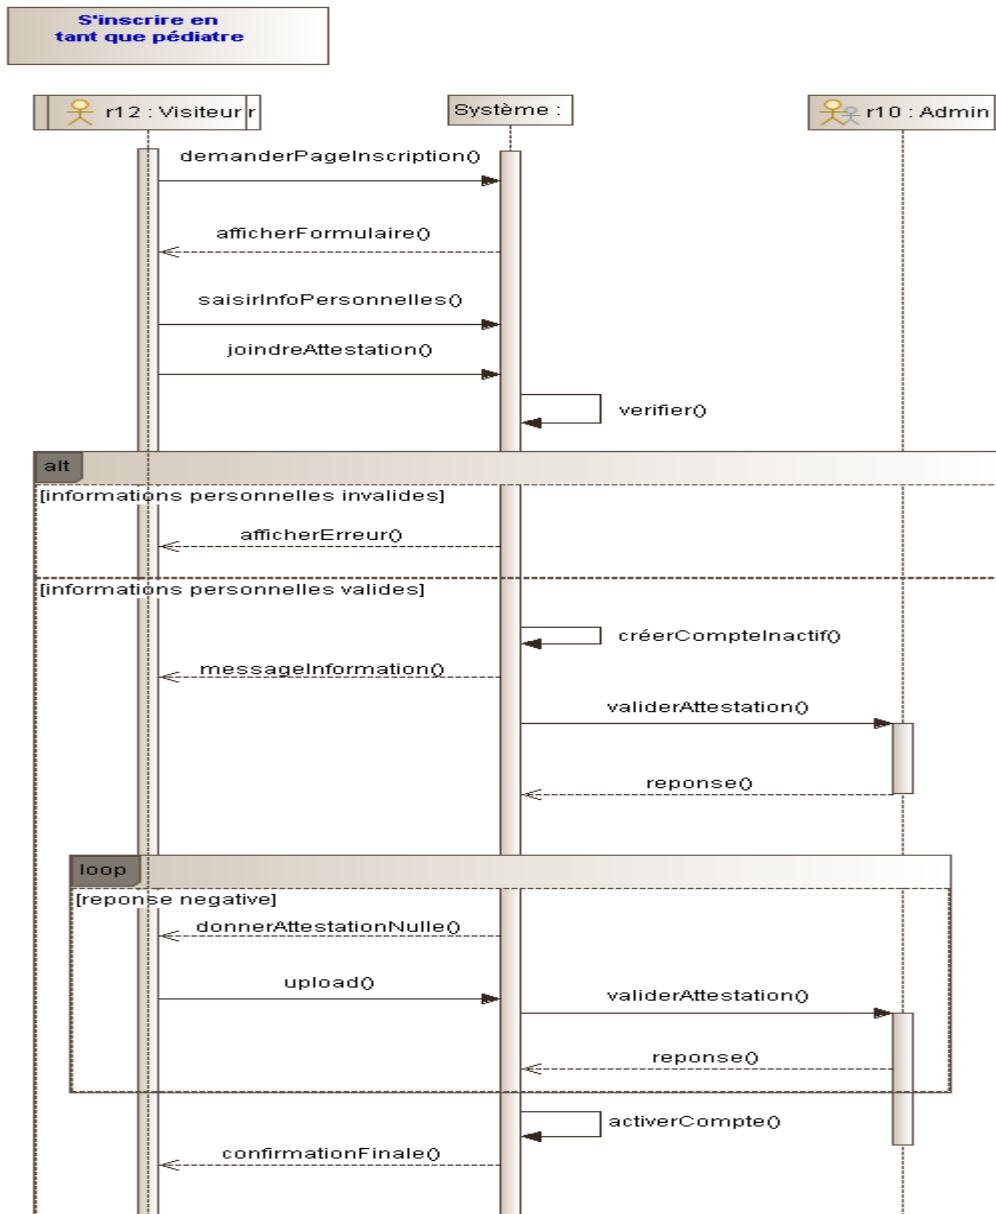 S'inscrire en
tant que pédiatre
r12 : Visiteur r
Système :
r10 : Admin
demanderPageInscription()
afficherFormulaire()
saisirInfoPersonnelles()
joindreAttestation()
verifier()
alt
[informations personnelles invalides]
afficherErreur()
[informations personnelles valides]
créerCompteInactif()
messageInformation()
validerAttestation()
reponse()
loop
[reponse negative]
donnerAttestationNulle()
upload()
validerAttestation()
reponse()
activerCompte()
confirmationFinale()